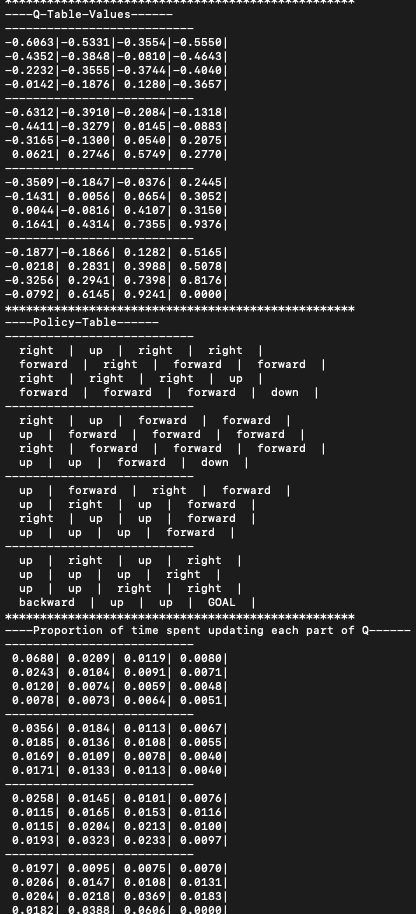 **************************************************
----Q-Table-Values------
---------------------------
-0.6063|-0.5331|-0.3554|-0.5550|
-0.4352|-0.3848|-0.0810|-0.4643|
-0.2232|-0.3555|-0.3744|-0.4040|
-0.0142|-0.1876| 0.1280|-0.3657|
---------------------------
-0.6312|-0.3910|-0.2084|-0.1318|
-0.4411|-0.3279| 0.0145|-0.0883|
-0.3165|-0.1300| 0.0540| 0.2075|
 0.0621| 0.2746| 0.5749| 0.2770|
---------------------------
-0.3509|-0.1847|-0.0376| 0.2445|
-0.1431| 0.0056| 0.0654| 0.3052|
 0.0044|-0.0816| 0.4107| 0.3150|
 0.1641| 0.4314| 0.7355| 0.9376|
---------------------------
-0.1877|-0.1866| 0.1282| 0.5165|
-0.0218| 0.2831| 0.3988| 0.5078|
-0.3256| 0.2941| 0.7398| 0.8176|
-0.0792| 0.6145| 0.9241| 0.0000|
**************************************************
----Policy-Table------
---------------------------
  right  |  up  |  right  |  right  |
  forward  |  right  |  forward  |  forward  |
  right  |  right  |  right  |  up  |
  forward  |  forward  |  forward  |  down  |
---------------------------
  right  |  up  |  forward  |  forward  |
  up  |  forward  |  forward  |  forward  |
  right  |  forward  |  forward  |  forward  |
  up  |  up  |  forward  |  down  |
---------------------------
  up  |  forward  |  right  |  forward  |
  up  |  right  |  up  |  forward  |
  right  |  up  |  up  |  forward  |
  up  |  up  |  up  |  forward  |
---------------------------
  up  |  right  |  up  |  right  |
  up  |  up  |  up  |  right  |
  up  |  up  |  right  |  right  |
  backward  |  up  |  up  |  GOAL  |
**************************************************
----Proportion of time spent updating each part of Q------
---------------------------
 0.0680| 0.0209| 0.0119| 0.0080|
 0.0243| 0.0104| 0.0091| 0.0071|
 0.0120| 0.0074| 0.0059| 0.0048|
 0.0078| 0.0073| 0.0064| 0.0051|
---------------------------
 0.0356| 0.0184| 0.0113| 0.0067|
 0.0185| 0.0136| 0.0108| 0.0055|
 0.0169| 0.0109| 0.0078| 0.0040|
 0.0171| 0.0133| 0.0113| 0.0040|
---------------------------
 0.0258| 0.0145| 0.0101| 0.0076|
 0.0115| 0.0165| 0.0153| 0.0116|
 0.0115| 0.0204| 0.0213| 0.0100|
 0.0193| 0.0323| 0.0233| 0.0097|
---------------------------
 0.0197| 0.0095| 0.0075| 0.0070|
 0.0206| 0.0147| 0.0108| 0.0131|
 0.0204| 0.0218| 0.0369| 0.0183|
 0.0182| 0.0388| 0.0606| 0.0000|